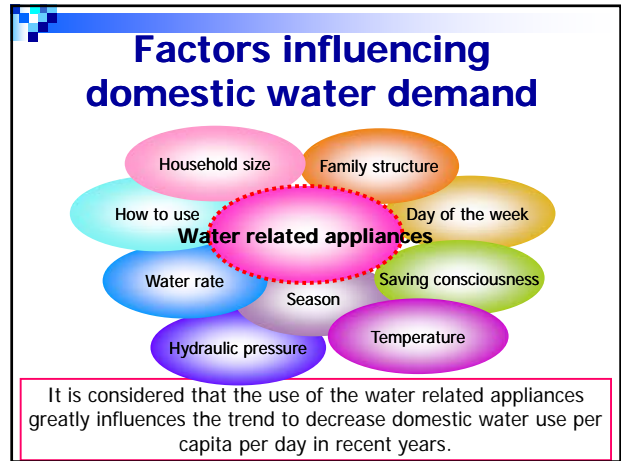 Factors influencing
domestic water demand
Household size
Family structure
How to use
Day of the week
Water related appliances
Water rate
Saving consciousness
Season
Temperature
Hydraulic pressure
It is considered that the use of the water related appliances
greatly influences the trend to decrease domestic water use per
capita per day in recent years.